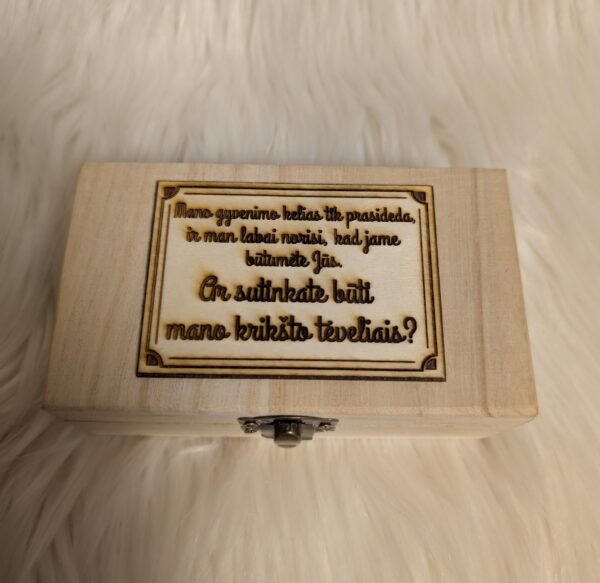 Mano gyvenimo kelias tik prasideda,
ir man labai norisi, kad jame
būtumėte Jūs.
Ar sutinkate būti
mano krikšto tėveliais?